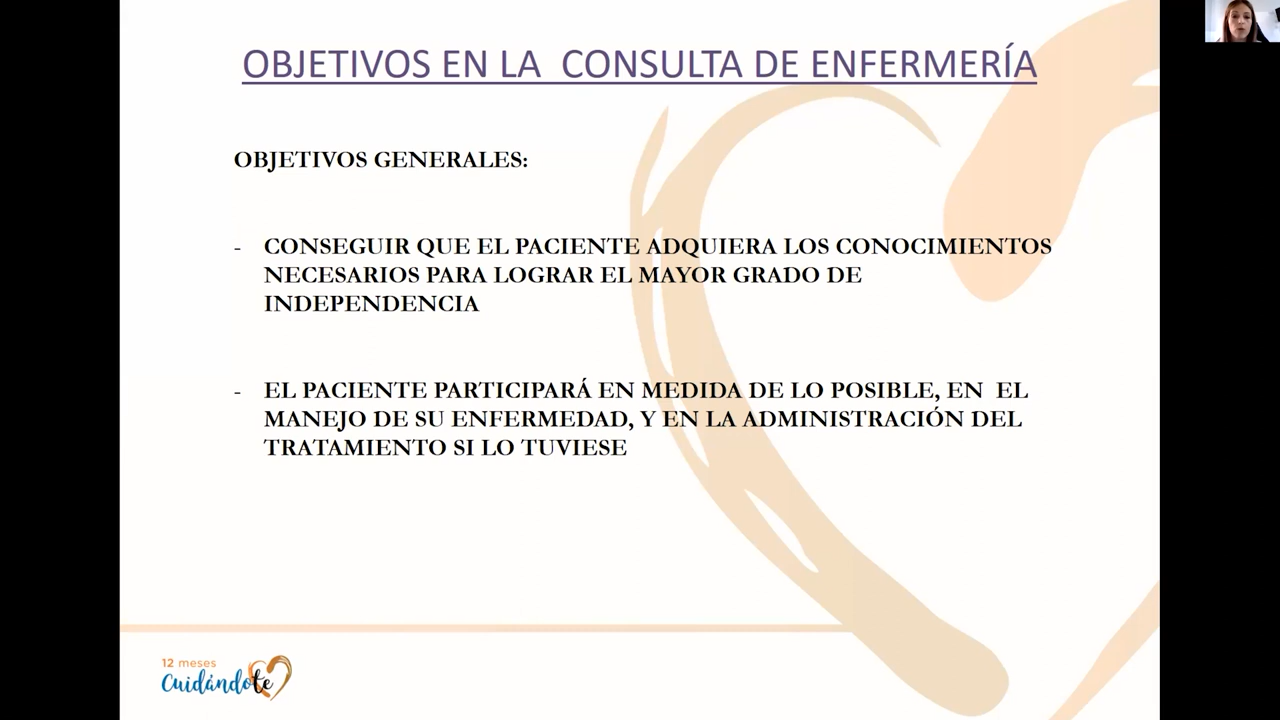 OBJETIVOS EN LA  CONSULTA DE ENFERMERÍA
OBJETIVOS GENERALES:
- CONSEGUIR QUE EL PACIENTE ADQUIERA LOS CONOCIMIENTOS
NECESARIOS PARA LOGRAR EL MAYOR GRADO DE
INDEPENDENCIA
- EL PACIENTE PARTICIPARÁ EN MEDIDA DE LO POSIBLE, EN  EL
MANEJO DE SU ENFERMEDAD, Y EN LA ADMINISTRACIÓN DEL
TRATAMIENTO SI LO TUVIESE
12 meses
Cuidándote